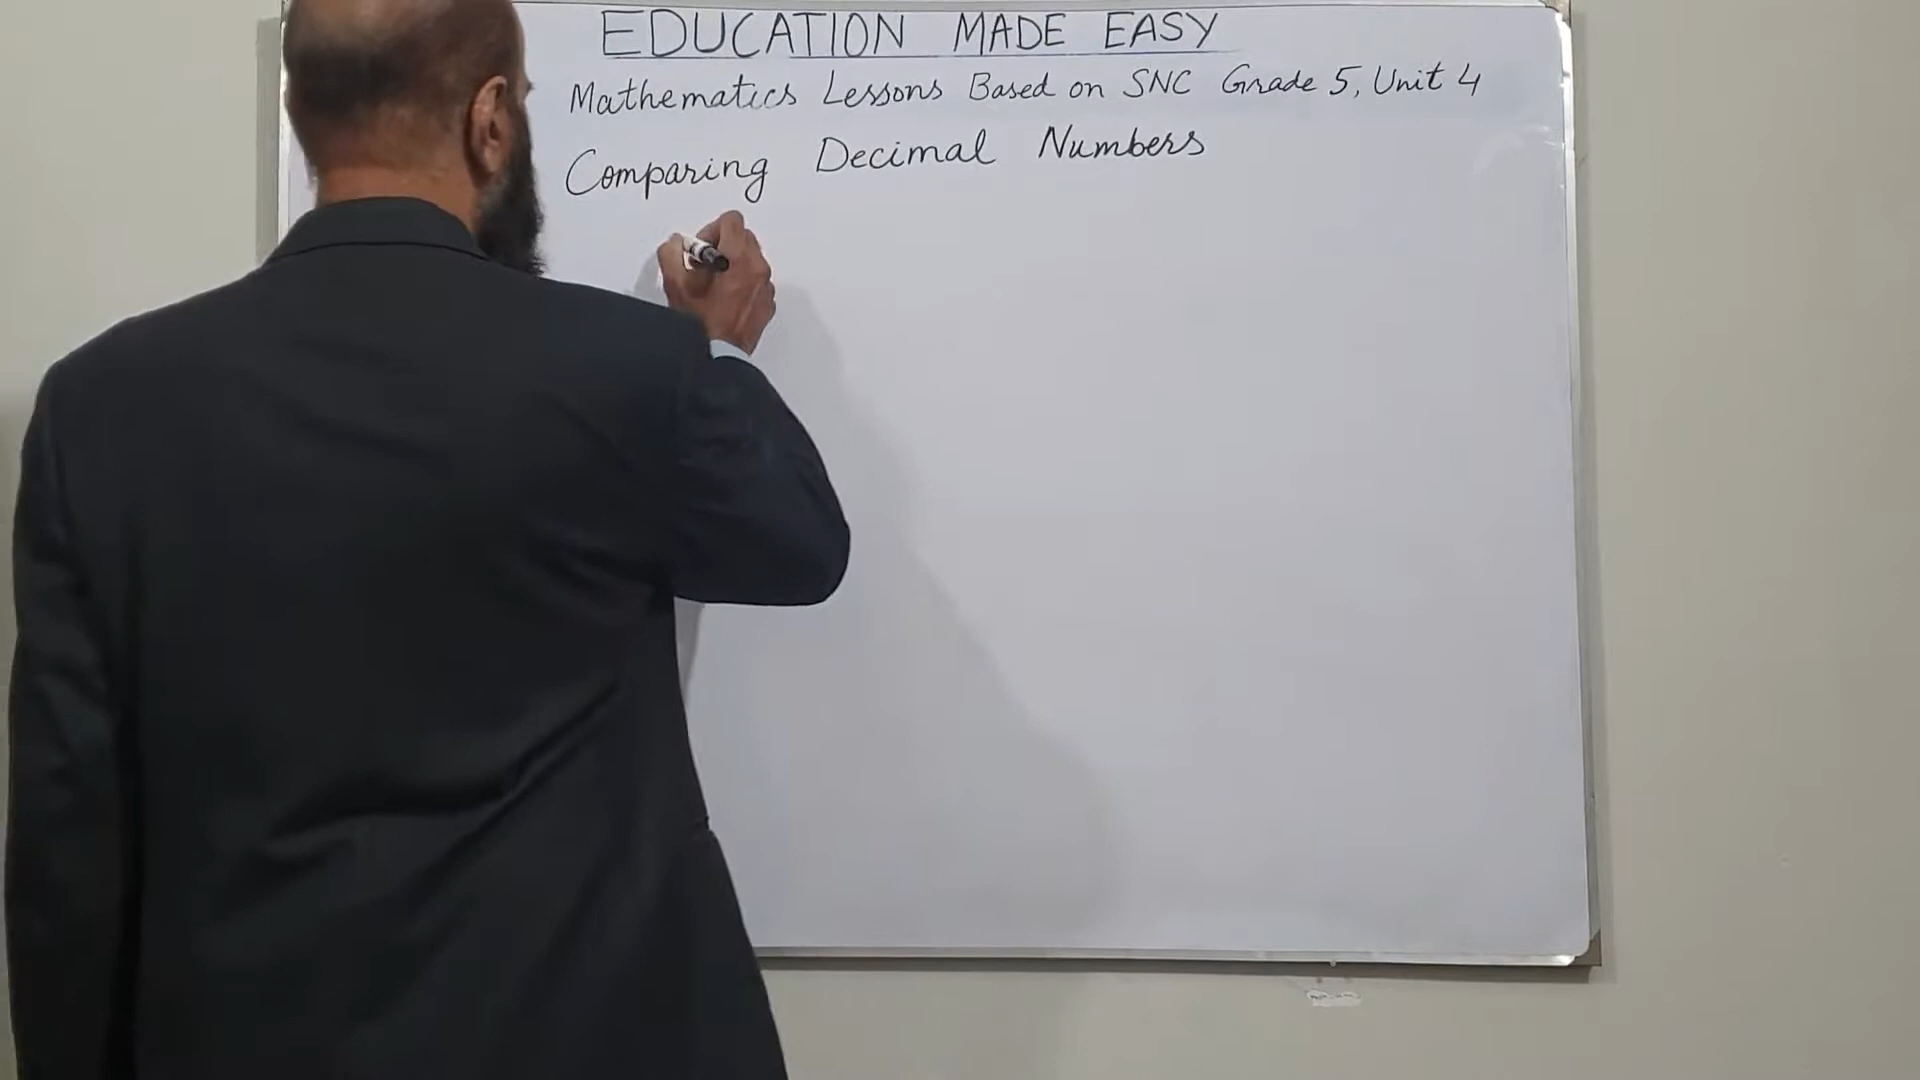 EDUCATION MADE EASY
Mathematics Lessons Based on SNC Grade 5, Unit 4
Comparing Decimal Numbers